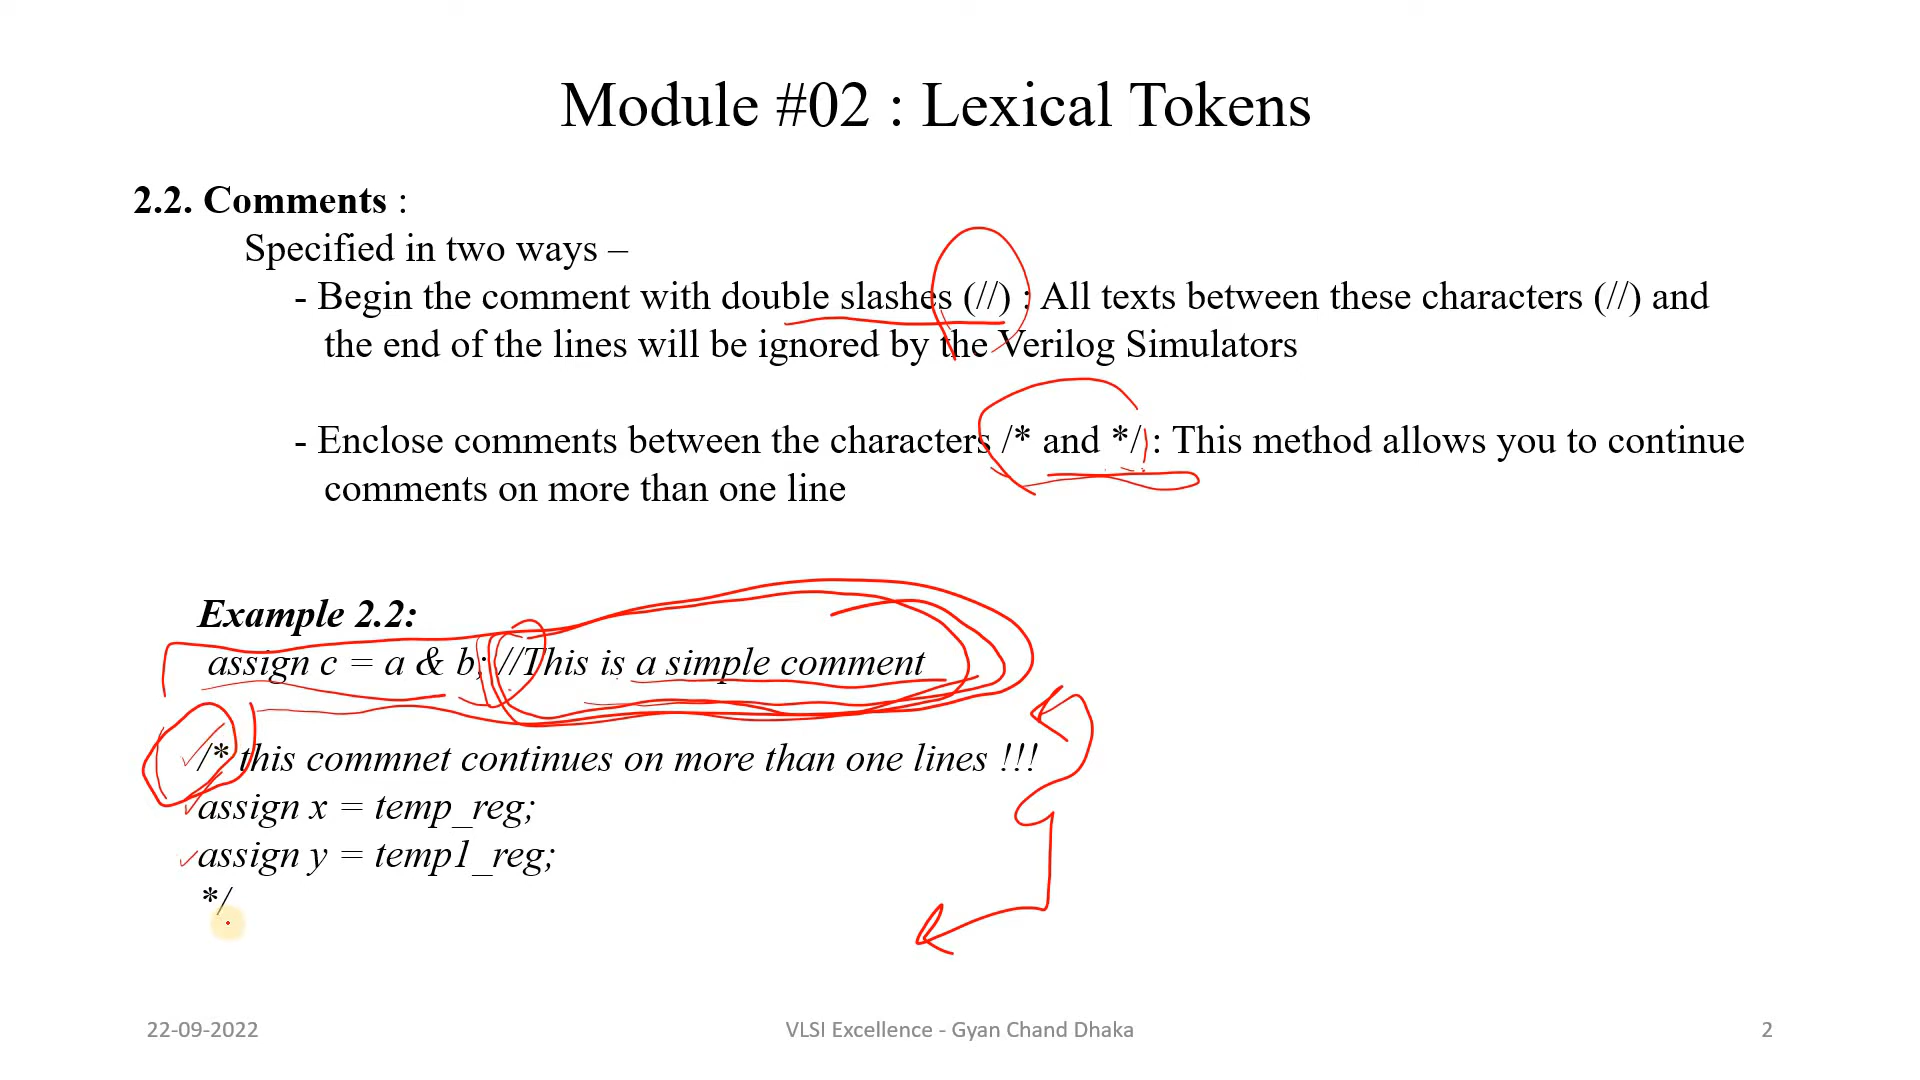 Module #02 : Lexical Tokens
2.2. Comments :
Specified in two ways –
- Begin the comment with double slashes (//) : All texts between these characters (//) and
the end of the lines will be ignored by the Verilog Simulators
- Enclose comments between the characters /* and */ : This method allows you to continue
comments on more than one line
Example 2.2:
assign c = a & b; //This is a simple comment
/* this commnet continues on more than one lines !!!
assign x = temp_reg;
assign y = temp1_reg;
*/
22-09-2022
VLSI Excellence - Gyan Chand Dhaka
2